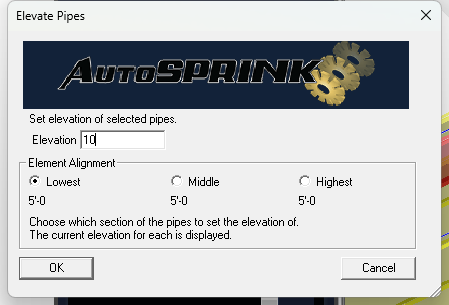 Elevate Pipes
AUTOSPRINK
Set elevation of selected pipes.
Elevation 10
Element Alignment
Lowest Middle Highest
5'-0 5'-0 5'-0
Choose which section of the pipes to set the elevation of.
The current elevation for each is displayed.
OK Cancel